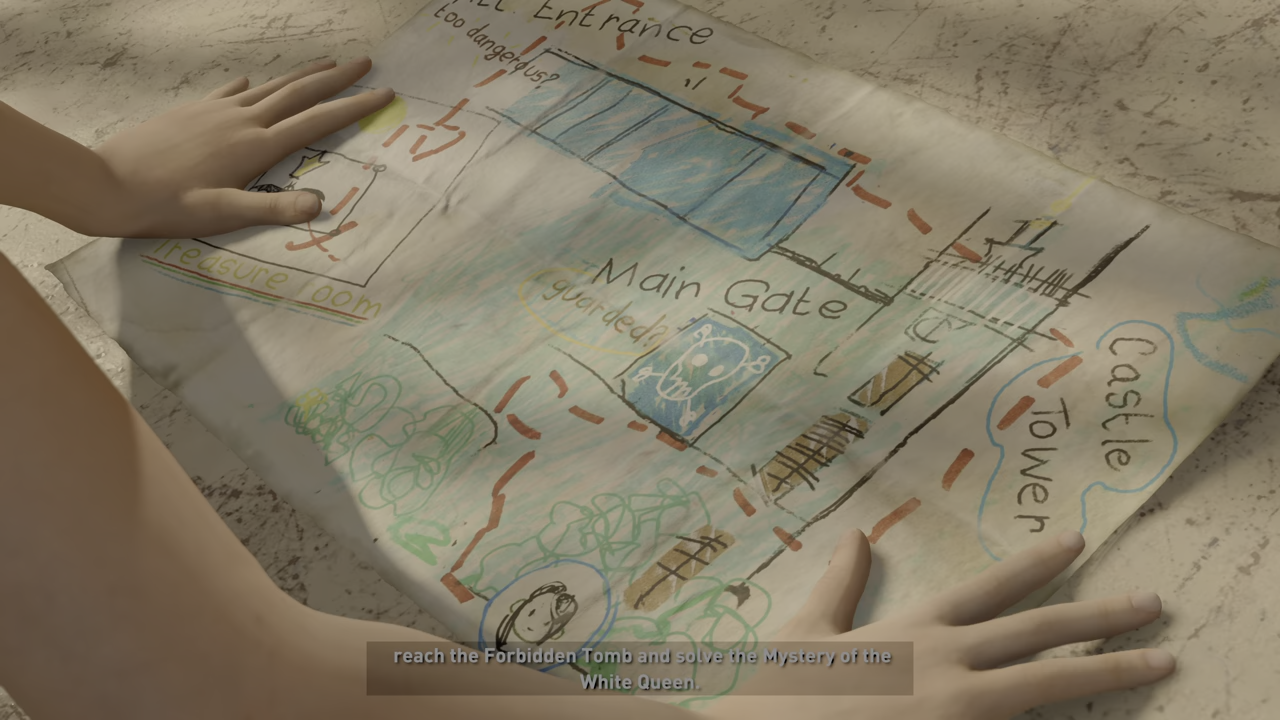 Entrance
too dangerous?
Treasure room
Main Gate
guarded?
Castle
Tower
reach the Forbidden Tomb and solve the Mystery of the
White Queen.